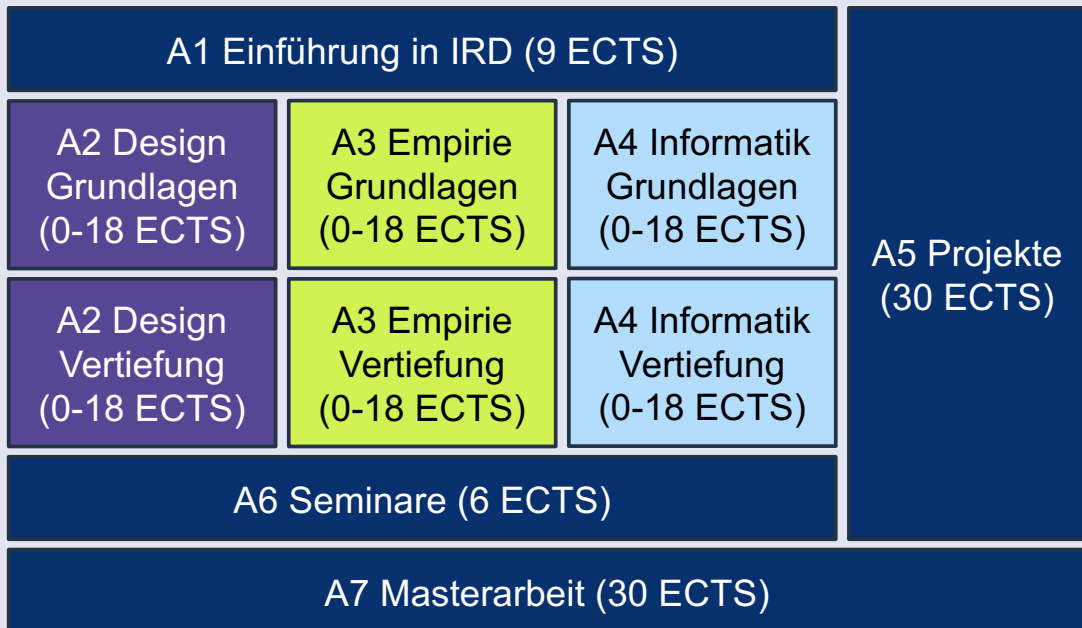 A1 Einführung in IRD (9 ECTS)
A2 Design
Grundlagen
(0-18 ECTS)
A3 Empirie
Grundlagen
(0-18 ECTS)
A4 Informatik
Grundlagen
(0-18 ECTS)
A5 Projekte
(30 ECTS)
A2 Design
Vertiefung
(0-18 ECTS)
A3 Empirie
Vertiefung
(0-18 ECTS)
A4 Informatik
Vertiefung
(0-18 ECTS)
A6 Seminare (6 ECTS)
A7 Masterarbeit (30 ECTS)